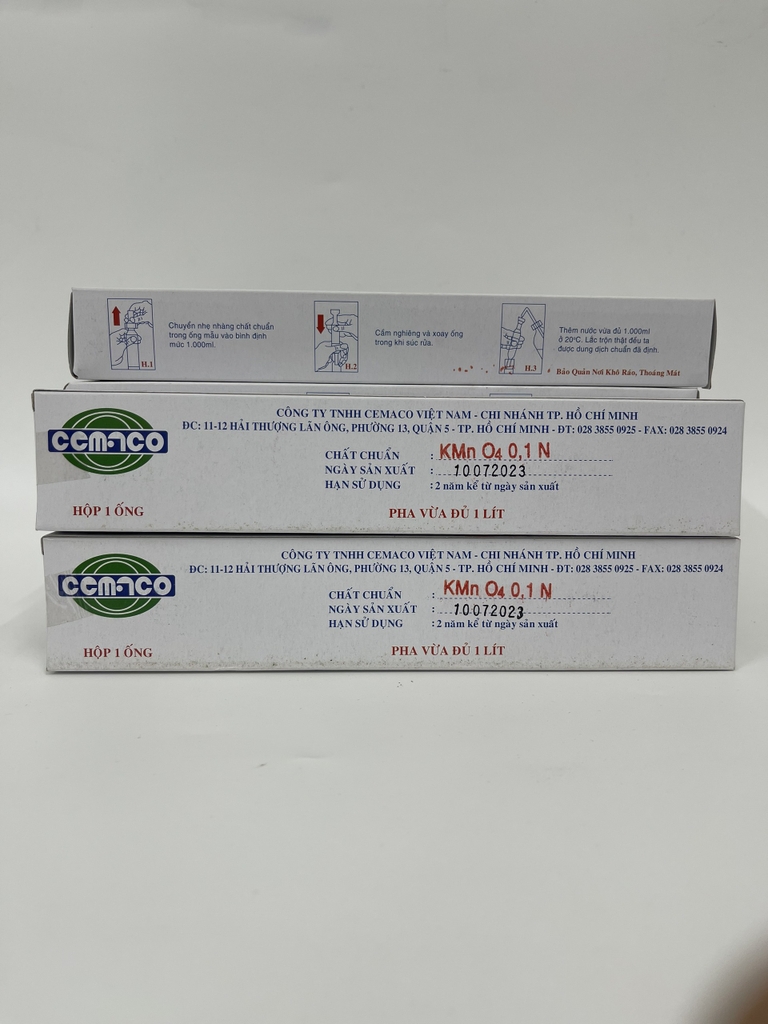 Chuyển nhẹ nhàng chất chuẩn
trong ống mẫu vào bình định
mức 1.000ml.
H.1
Cầm nghiêng và xoay ống
trong khi súc rửa.
H.2
Thêm nước vừa đủ 1.000ml
ở 20°C. Lắc trộn thật đều ta
được dung dịch chuẩn đã định.
H.3
Bảo Quản Nơi Khô Ráo, Thoáng Mát
CEMACO
CÔNG TY TNHH CEMACO VIỆT NAM - CHI NHÁNH TP. HỒ CHÍ MINH
ĐC: 11-12 HẢI THƯỢNG LÃN ÔNG, PHƯỜNG 13, QUẬN 5 - TP. HỒ CHÍ MINH - ĐT: 028 3855 0925 - FAX: 028 3855 0924
CHẤT CHUẨN : KMn O4 0,1 N
NGÀY SẢN XUẤT : 10072023
HẠN SỬ DỤNG : 2 năm kể từ ngày sản xuất
HỘP 1 ỐNG
PHA VỪA ĐỦ 1 LÍT
CEMACO
CÔNG TY TNHH CEMACO VIỆT NAM - CHI NHÁNH TP. HỒ CHÍ MINH
ĐC: 11-12 HẢI THƯỢNG LÃN ÔNG, PHƯỜNG 13, QUẬN 5 - TP. HỒ CHÍ MINH - ĐT: 028 3855 0925 - FAX: 028 3855 0924
CHẤT CHUẨN : KMn O4 0,1 N
NGÀY SẢN XUẤT : 10072023
HẠN SỬ DỤNG : 2 năm kể từ ngày sản xuất
HỘP 1 ỐNG
PHA VỪA ĐỦ 1 LÍT